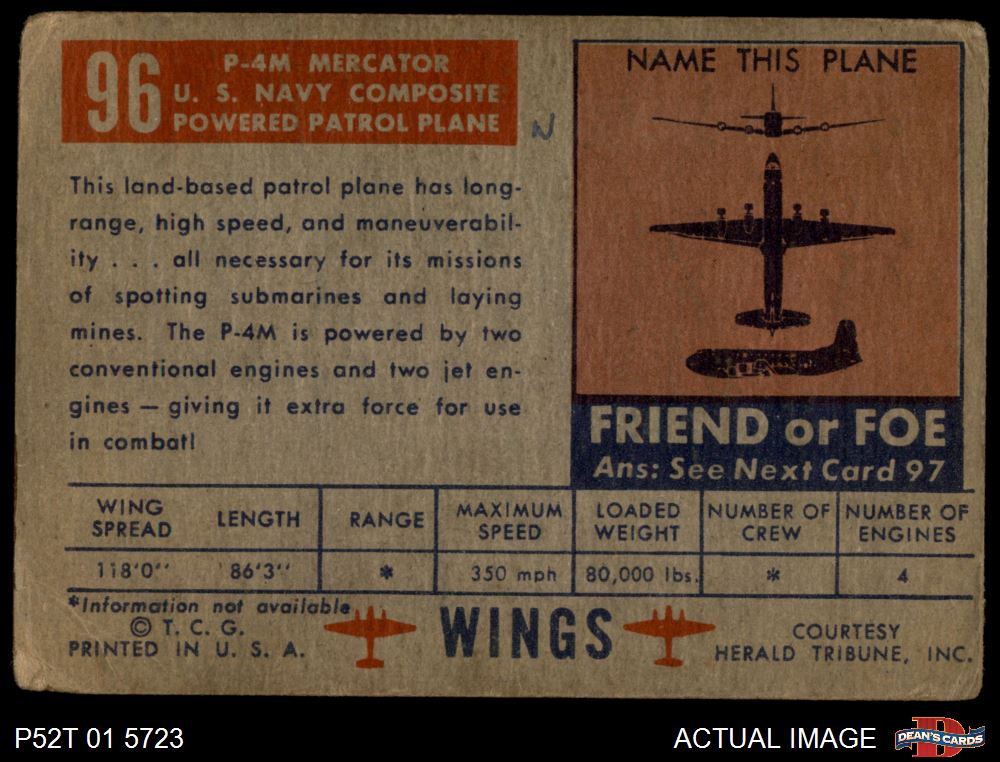 96
P-4M MERCATOR
U. S. NAVY COMPOSITE
POWERED PATROL PLANE
N
This land-based patrol plane has long-
range, high speed, and maneuverabil-
ity . . . all necessary for its missions
of spotting submarines and laying
mines. The P-4M is powered by two
conventional engines and two jet en-
gines — giving it extra force for use
in combat!
NAME THIS PLANE
FRIEND or FOE
Ans: See Next Card 97
WING SPREAD LENGTH RANGE MAXIMUM SPEED LOADED WEIGHT NUMBER OF CREW NUMBER OF ENGINES
118'0'' 86'3'' * 350 mph 80,000 lbs. * 4
*Information not available
© T. C. G.
PRINTED IN U. S. A.
WINGS
COURTESY
HERALD TRIBUNE, INC.
P52T 01 5723
ACTUAL IMAGE
D
DEAN'S CARDS